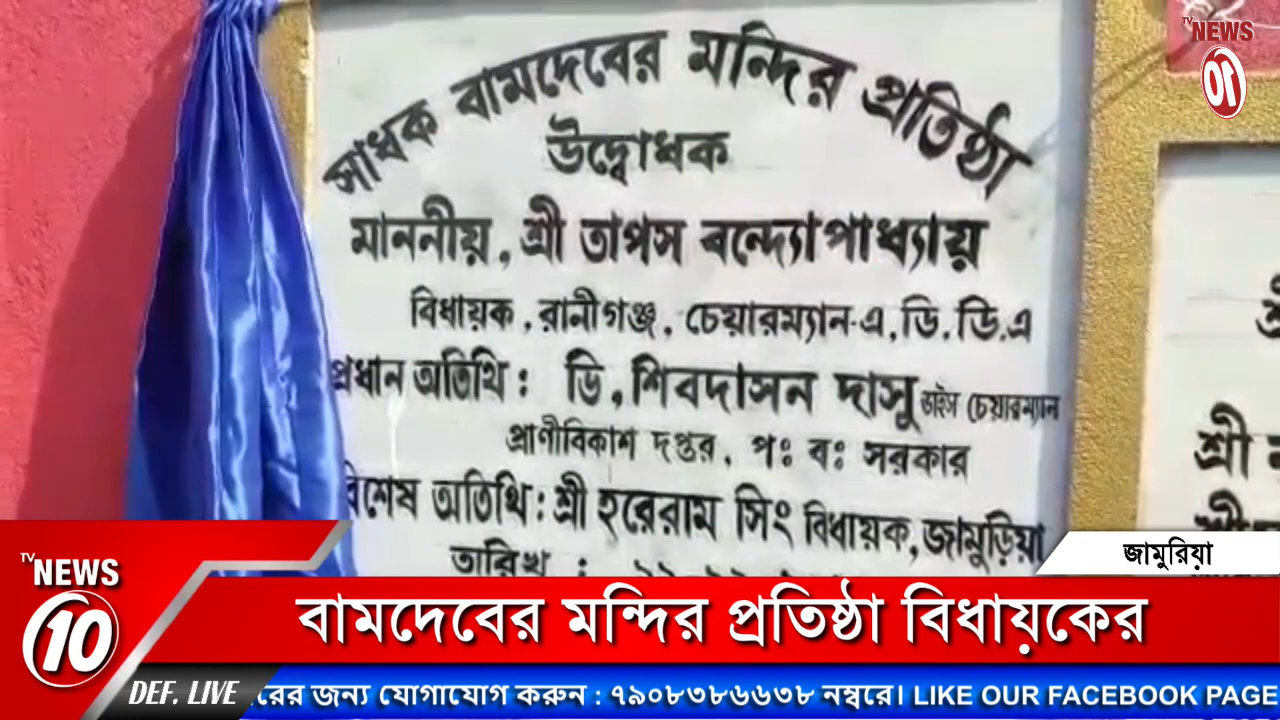 সাধক বামদেবের মন্দির প্রতিষ্ঠা
উদ্বোধক
মাননীয়, শ্রী তাপস বন্দ্যোপাধ্যায়
বিধায়ক, রানীগঞ্জ, চেয়ারম্যান-এ,ডি.ডি.এ
প্রধান অতিথি: ডি, শিবদাসন দাসু ভাইস চেয়ারম্যান
প্রাণীবিকাশ দপ্তর, প: ব: সরকার
বিশেষ অতিথি: শ্রী হরেরাম সিং বিধায়ক, জামুড়িয়া
তারিখ :
শ্রী
TV NEWS
10
জামুরিয়া
TV NEWS
10
বামদেবের মন্দির প্রতিষ্ঠা বিধায়কের
DEF. LIVE
রের জন্য যোগাযোগ করুন : ৭৯০৮৩৮৬৬৩৮ নম্বরে। LIKE OUR FACEBOOK PAGE